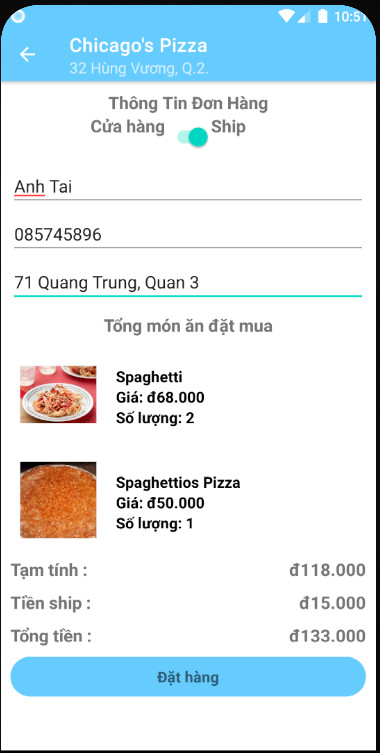 10:51
Chicago's Pizza
32 Hùng Vương, Q.2.
Thông Tin Đơn Hàng
Cửa hàng Ship
Anh Tai
085745896
71 Quang Trung, Quan 3
Tổng món ăn đặt mua
Spaghetti
Giá: đ68.000
Số lượng: 2
Spaghettios Pizza
Giá: đ50.000
Số lượng: 1
Tạm tính : đ118.000
Tiền ship : đ15.000
Tổng tiền : đ133.000
Đặt hàng